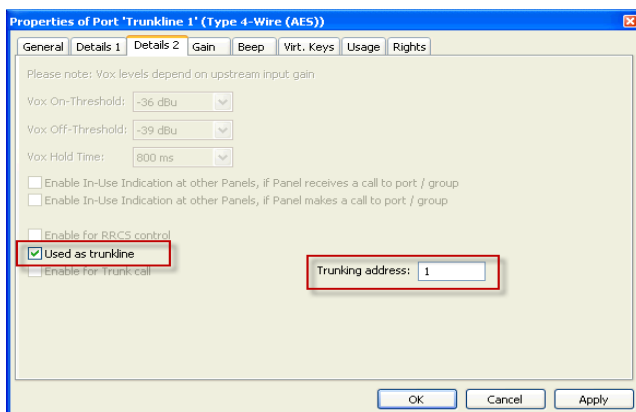 Properties of Port 'Trunkline 1' (Type 4-Wire (AES))
General Details 1 Details 2 Gain Beep Virt. Keys Usage Rights
Please note: Vox levels depend on upstream input gain
Vox On-Threshold: -36 dBu
Vox Off-Threshold: -39 dBu
Vox Hold Time: 800 ms
Enable In-Use Indication at other Panels, if Panel receives a call to port / group
Enable In-Use Indication at other Panels, if Panel makes a call to port / group
Enable for RRCS control
Used as trunkline
Enable for Trunk call
Trunking address: 1
OK Cancel Apply